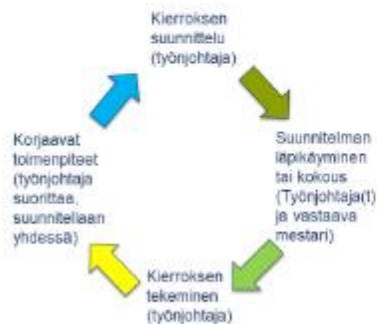 Kierroksen
suunnittelu
(työnjohtaja)
Suunnitelman
läpikäyminen
tai kokous
(Työnjohtaja(t)
ja vastaava
mestari)
Kierroksen
tekeminen
(työnjohtaja)
Korjaavat
toimenpiteet
(työnjohtaja
suorittaa,
suunnitellaan
yhdessä)